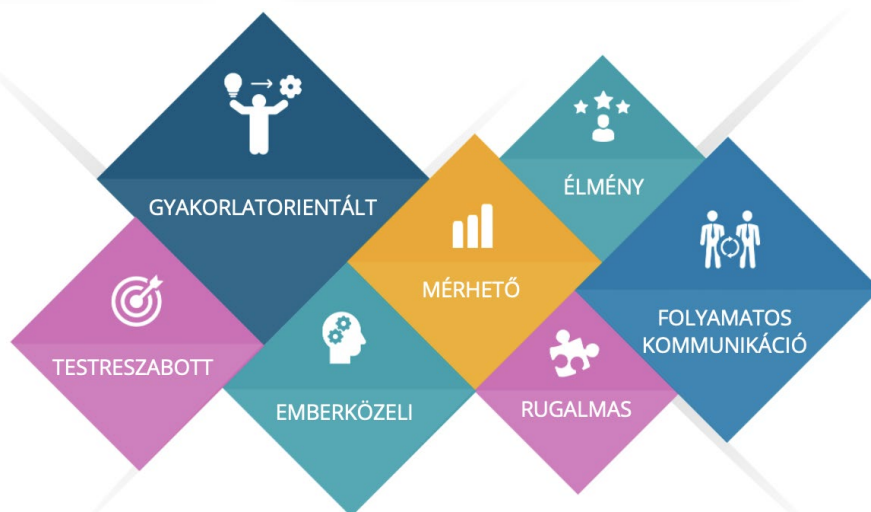 GYAKORLATORIENTÁLT
ÉLMÉNY
MÉRHETŐ
FOLYAMATOS
KOMMUNIKÁCIÓ
TESTRESZABOTT
EMBERKÖZELI
RUGALMAS